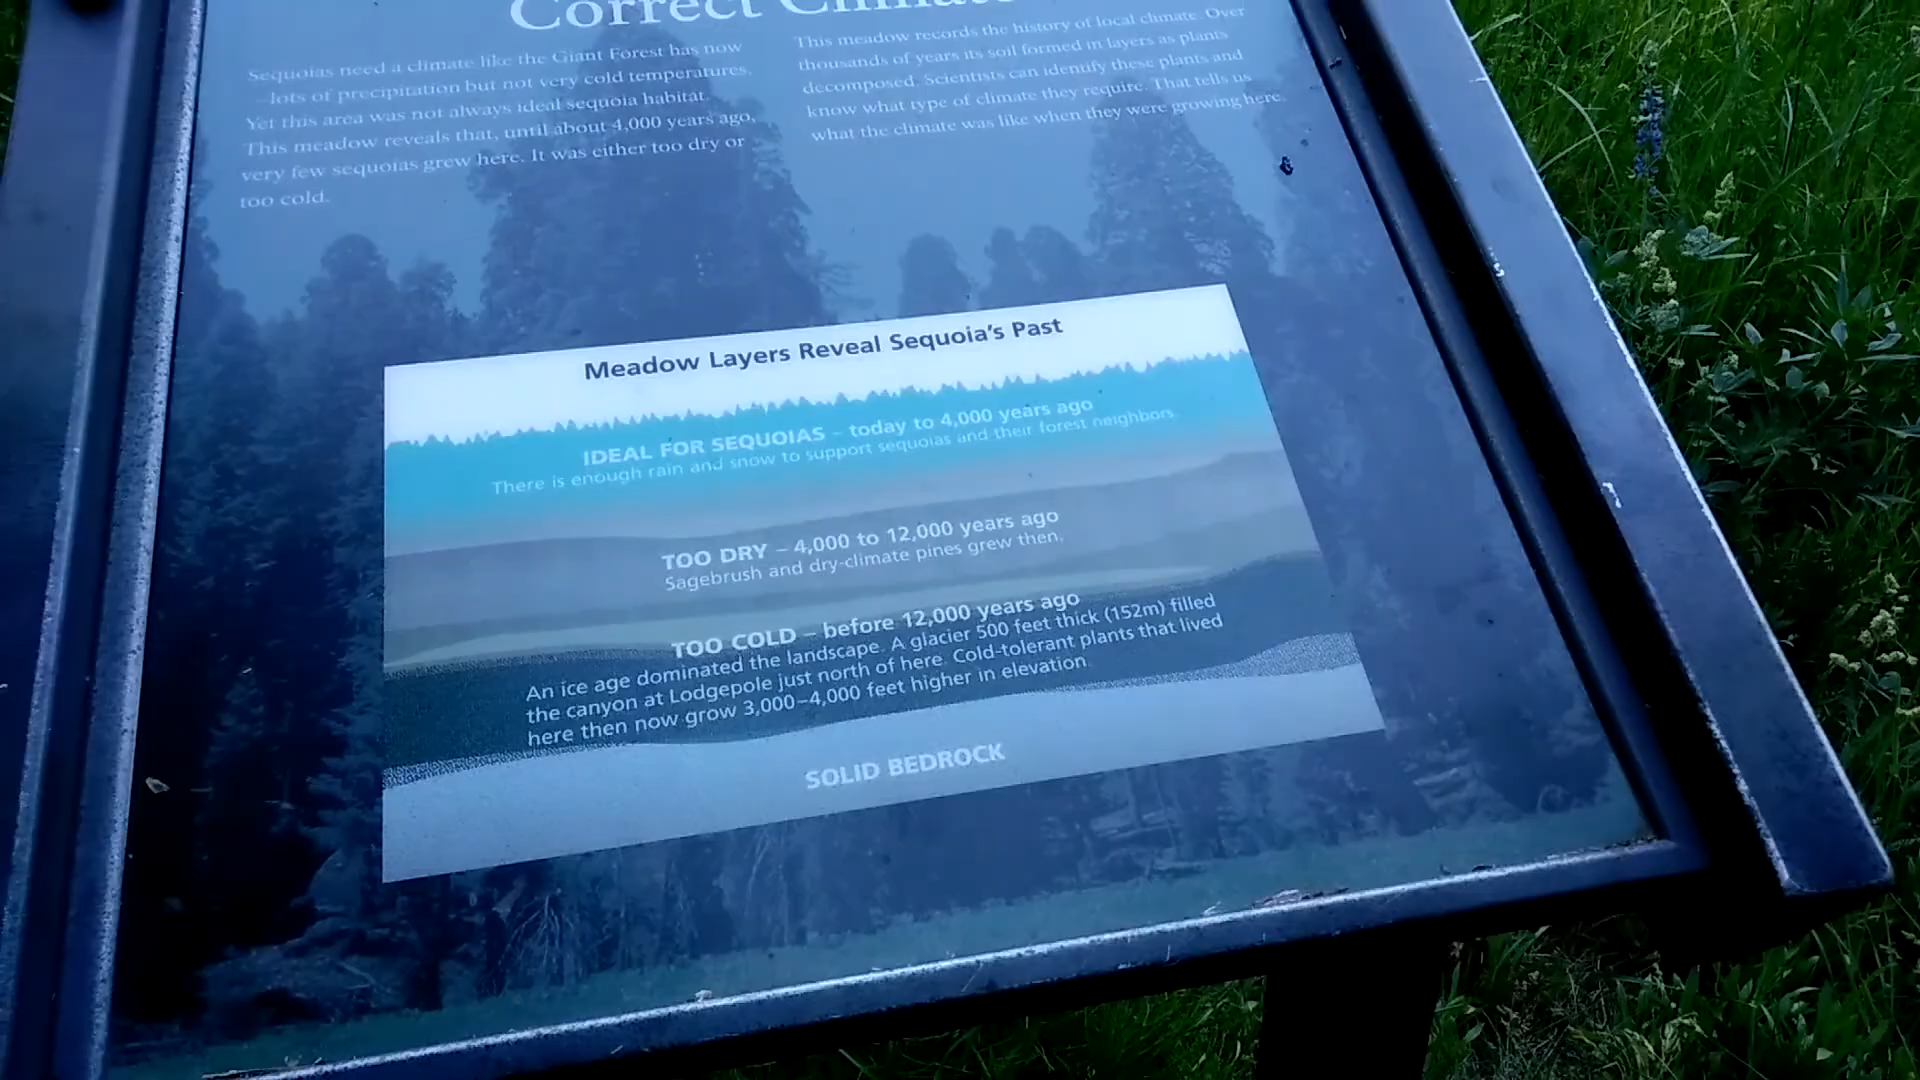 Correct Climate
Sequoias need a climate like the Giant Forest has now
–lots of precipitation but not very cold temperatures.
Yet this area was not always ideal sequoia habitat.
This meadow reveals that, until about 4,000 years ago,
very few sequoias grew here. It was either too dry or
too cold.
This meadow records the history of local climate. Over
thousands of years its soil formed in layers as plants
decomposed. Scientists can identify these plants and
know what type of climate they require. That tells us
what the climate was like when they were growing here.
Meadow Layers Reveal Sequoia's Past
IDEAL FOR SEQUOIAS – today to 4,000 years ago
There is enough rain and snow to support sequoias and their forest neighbors.
TOO DRY – 4,000 to 12,000 years ago
Sagebrush and dry-climate pines grew then.
TOO COLD – before 12,000 years ago
An ice age dominated the landscape. A glacier 500 feet thick (152m) filled
the canyon at Lodgepole just north of here. Cold-tolerant plants that lived
here then now grow 3,000–4,000 feet higher in elevation.
SOLID BEDROCK